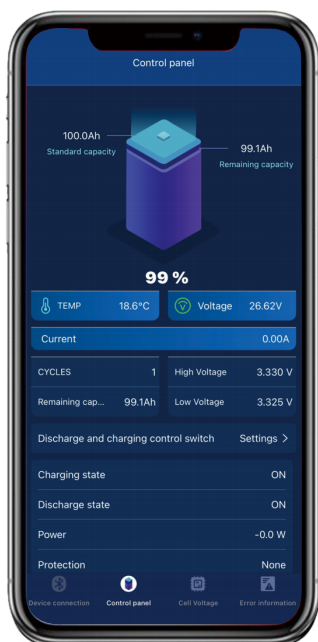 Control panel
100.0Ah
Standard capacity
99.1Ah
Remaining capacity
99 %
TEMP 18.6°C
V Voltage 26.62V
Current 0.00A
CYCLES 1
High Voltage 3.330 V
Remaining cap... 99.1Ah
Low Voltage 3.325 V
Discharge and charging control switch Settings >
Charging state ON
Discharge state ON
Power -0.0 W
Protection None
Device connection Control panel Cell Voltage Error information